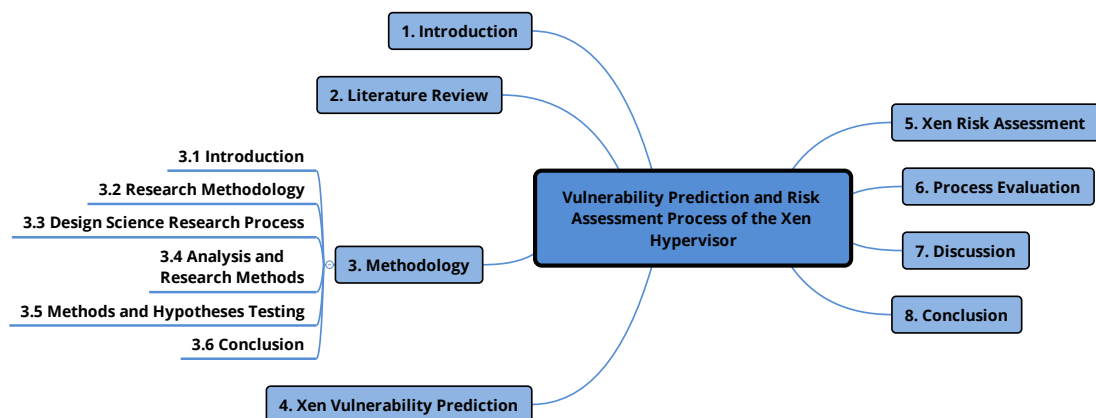 1. Introduction
2. Literature Review
3.1 Introduction
3.2 Research Methodology
3.3 Design Science Research Process
3.4 Analysis and
Research Methods
3.5 Methods and Hypotheses Testing
3.6 Conclusion
3. Methodology
4. Xen Vulnerability Prediction
Vulnerability Prediction and Risk
Assessment Process of the Xen
Hypervisor
5. Xen Risk Assessment
6. Process Evaluation
7. Discussion
8. Conclusion